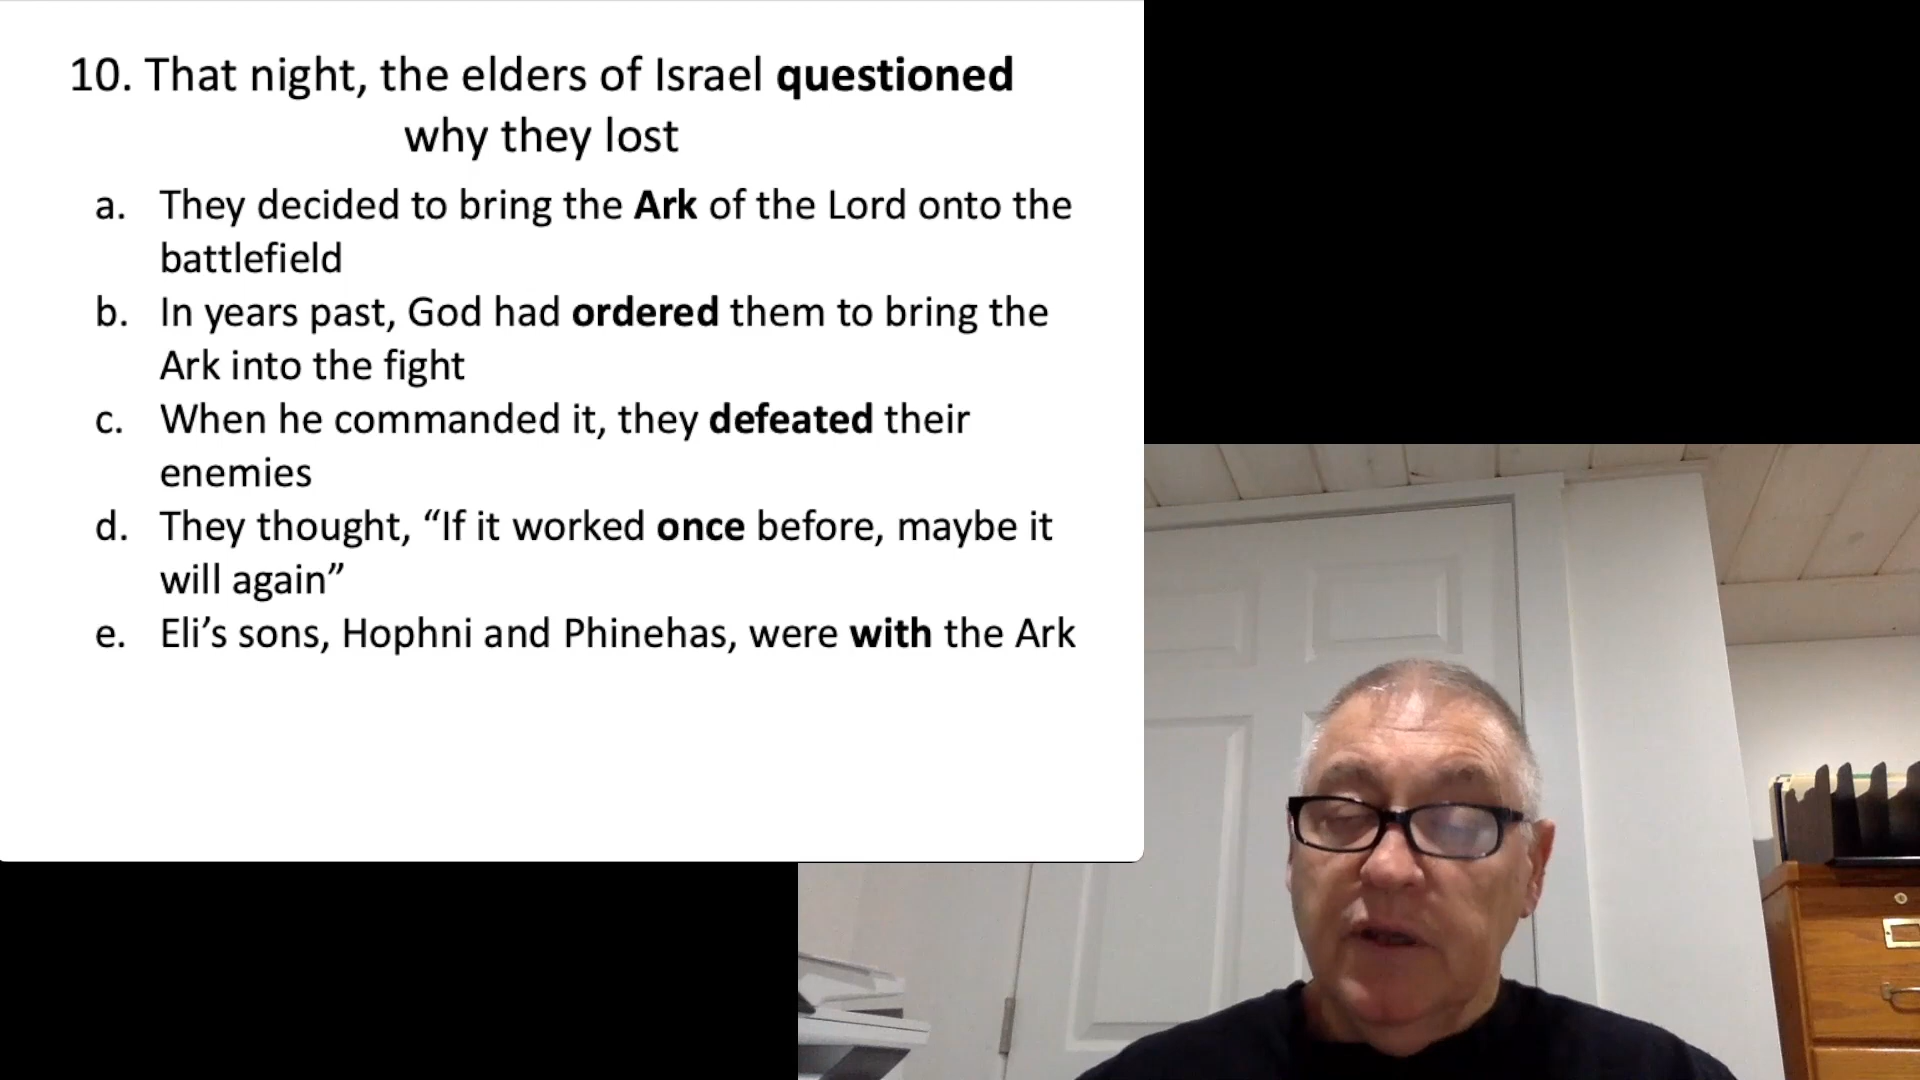 10. That night, the elders of Israel questioned
why they lost
a. They decided to bring the Ark of the Lord onto the
battlefield
b. In years past, God had ordered them to bring the
Ark into the fight
c. When he commanded it, they defeated their
enemies
d. They thought, “If it worked once before, maybe it
will again”
e. Eli’s sons, Hophni and Phinehas, were with the Ark